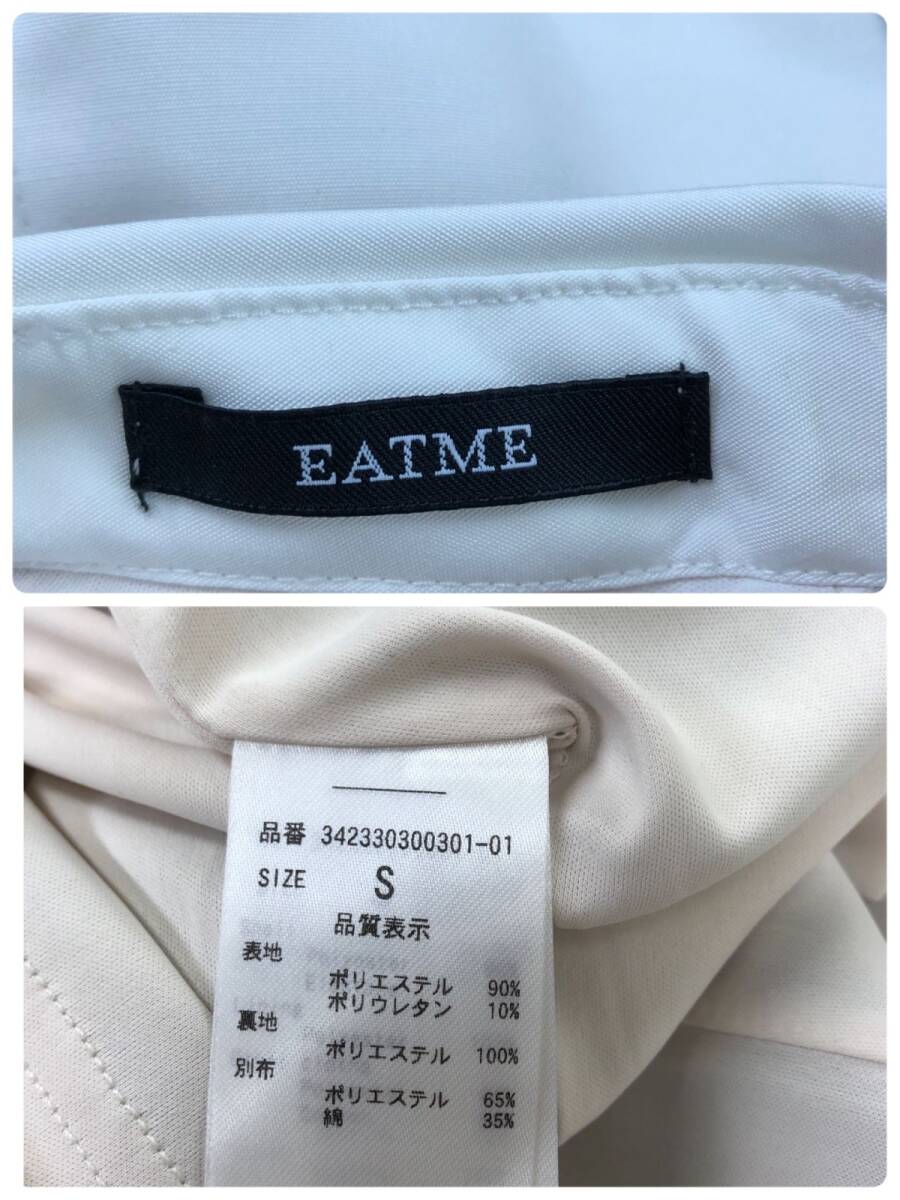 EATME
品番 342330300301-01
SIZE S
品質表示
表地
ポリエステル 90%
ポリウレタン 10%
裏地
ポリエステル 100%
別布
ポリエステル 65%
綿 35%